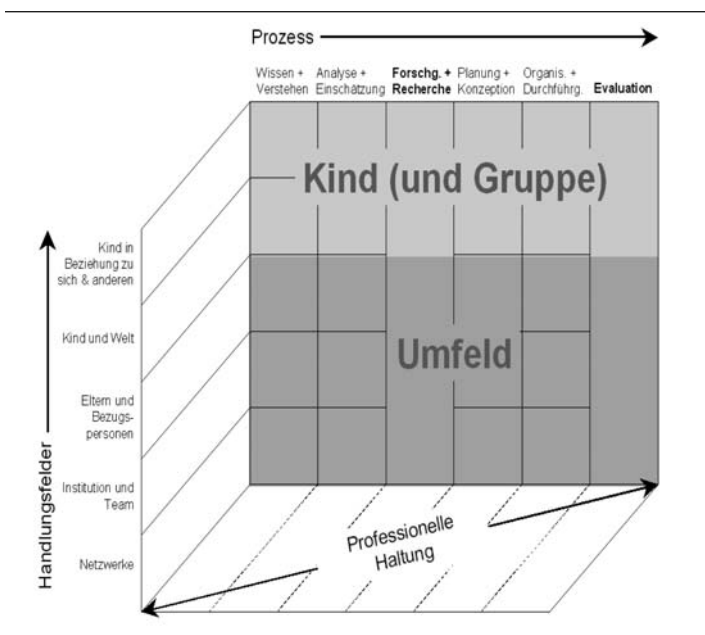 Prozess
Wissen +
Verstehen
Analyse +
Einschätzung
Forschg. +
Recherche
Planung +
Konzeption
Organis. +
Durchführg.
Evaluation
Kind (und Gruppe)
Umfeld
Handlungsfelder
Kind in
Beziehung zu
sich & anderen
Kind und Welt
Eltern und
Bezugs-
personen
Institution und
Team
Netzwerke
Professionelle
Haltung